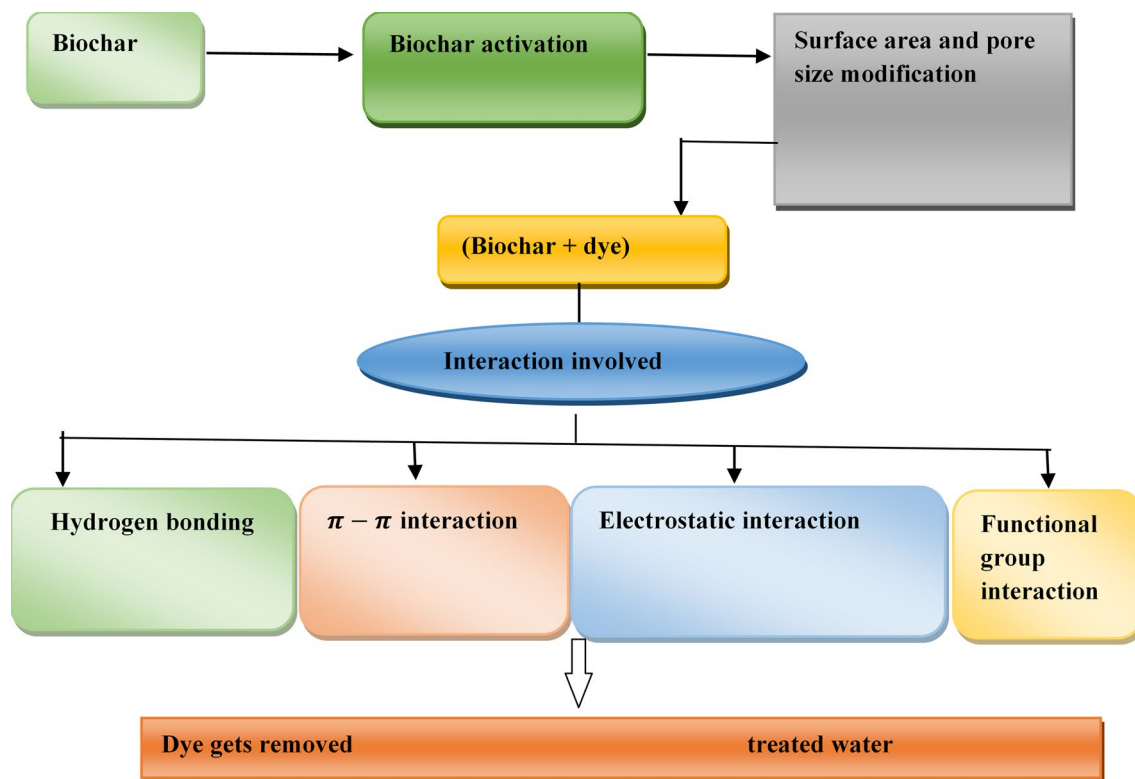 Biochar
Biochar activation
Surface area and pore
size modification
(Biochar + dye)
Interaction involved
Hydrogen bonding
π − π interaction
Electrostatic interaction
Functional
group
interaction
Dye gets removed
treated water